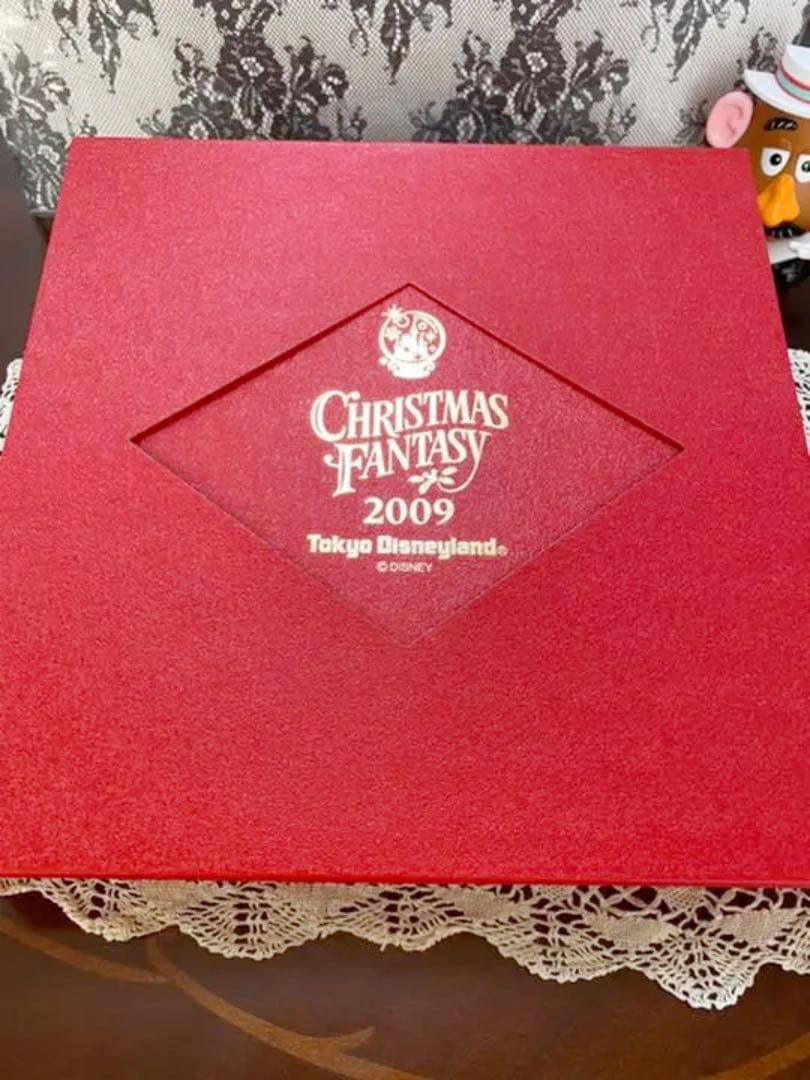 CHRISTMAS
FANTASY
2009
Tokyo Disneyland®
© DISNEY